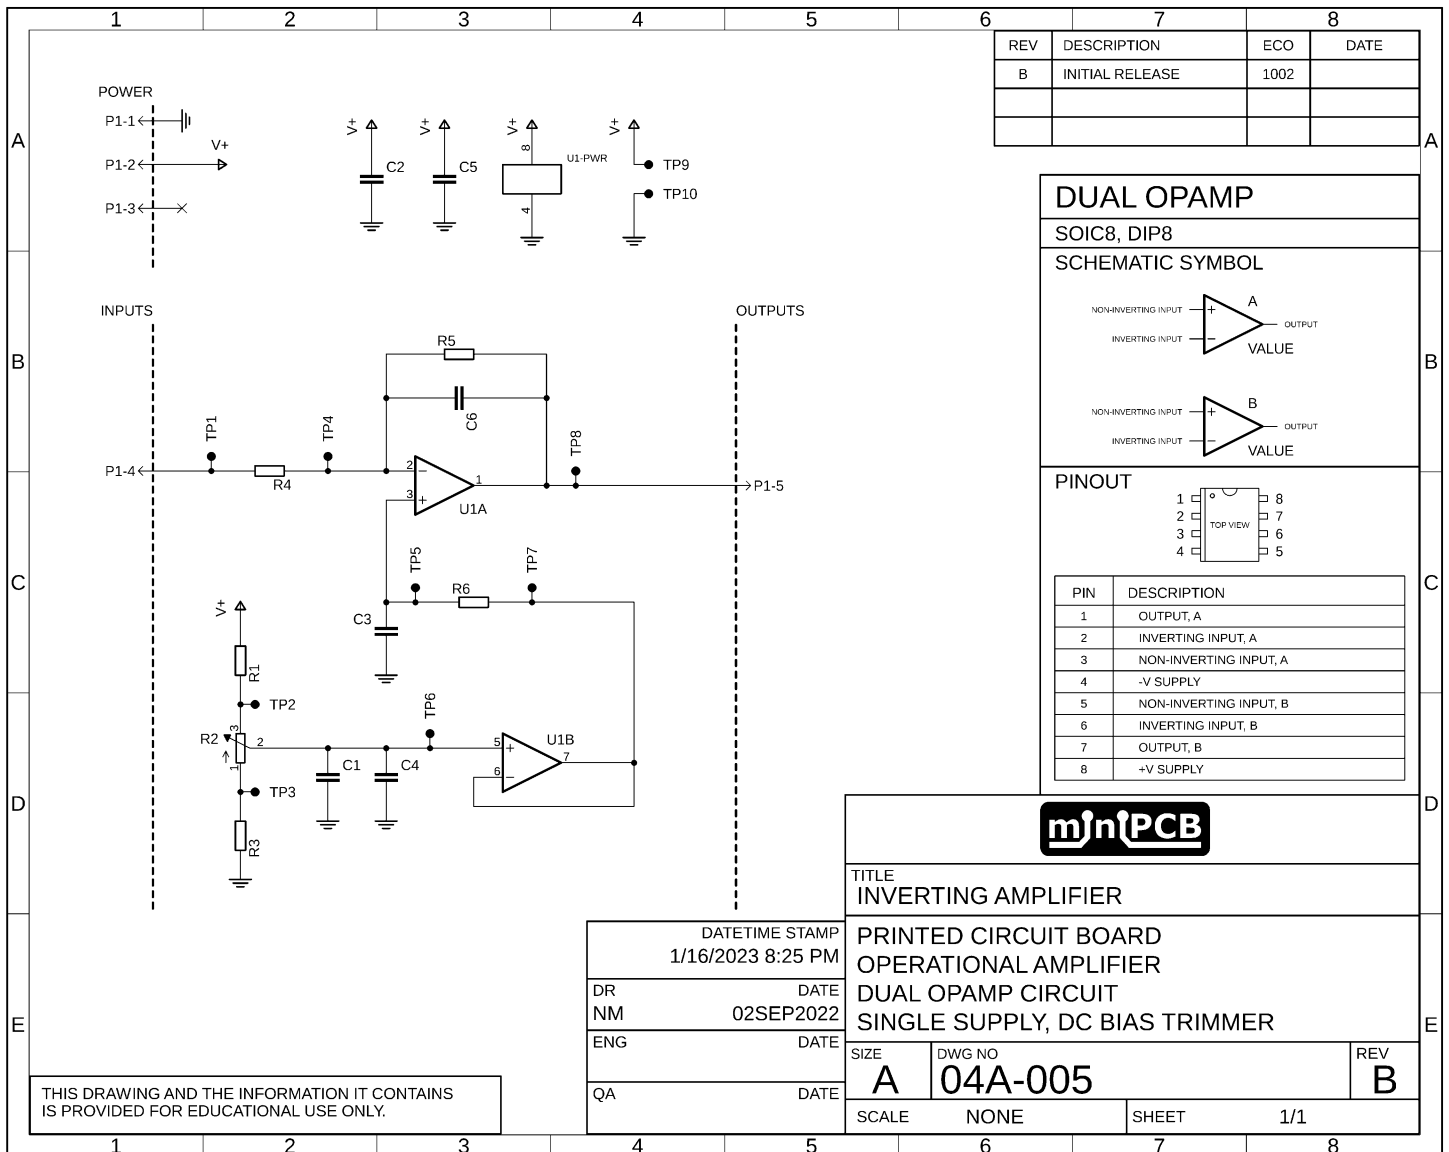 1 2 3 4 5 6 7 8
REV DESCRIPTION ECO DATE
B INITIAL RELEASE 1002
A A
B B
C C
D D
E E
POWER
P1-1
P1-2 V+
P1-3
V+ C2
V+ C5
V+ 8 U1-PWR 4
V+ TP9
TP10
INPUTS
OUTPUTS
R5
C6
TP1 TP4 TP8
P1-4 R4 2 − 1 P1-5
3 +
U1A
TP5 TP7
R6
C3
V+
R1
TP2
TP6
R2 3 2 1
C1 C4
5 + U1B 7
6 −
TP3
R3
DUAL OPAMP
SOIC8, DIP8
SCHEMATIC SYMBOL
A
NON-INVERTING INPUT + OUTPUT
INVERTING INPUT − VALUE
B
NON-INVERTING INPUT + OUTPUT
INVERTING INPUT − VALUE
PINOUT
1 8
2 TOP VIEW 7
3 6
4 5
PIN DESCRIPTION
1 OUTPUT, A
2 INVERTING INPUT, A
3 NON-INVERTING INPUT, A
4 -V SUPPLY
5 NON-INVERTING INPUT, B
6 INVERTING INPUT, B
7 OUTPUT, B
8 +V SUPPLY
miniPCB
TITLE
INVERTING AMPLIFIER
PRINTED CIRCUIT BOARD
OPERATIONAL AMPLIFIER
DUAL OPAMP CIRCUIT
SINGLE SUPPLY, DC BIAS TRIMMER
SIZE DWG NO REV
A 04A-005 B
SCALE NONE SHEET 1/1
DATETIME STAMP
1/16/2023 8:25 PM
DR DATE
NM 02SEP2022
ENG DATE
QA DATE
THIS DRAWING AND THE INFORMATION IT CONTAINS
IS PROVIDED FOR EDUCATIONAL USE ONLY.
1 2 3 4 5 6 7 8